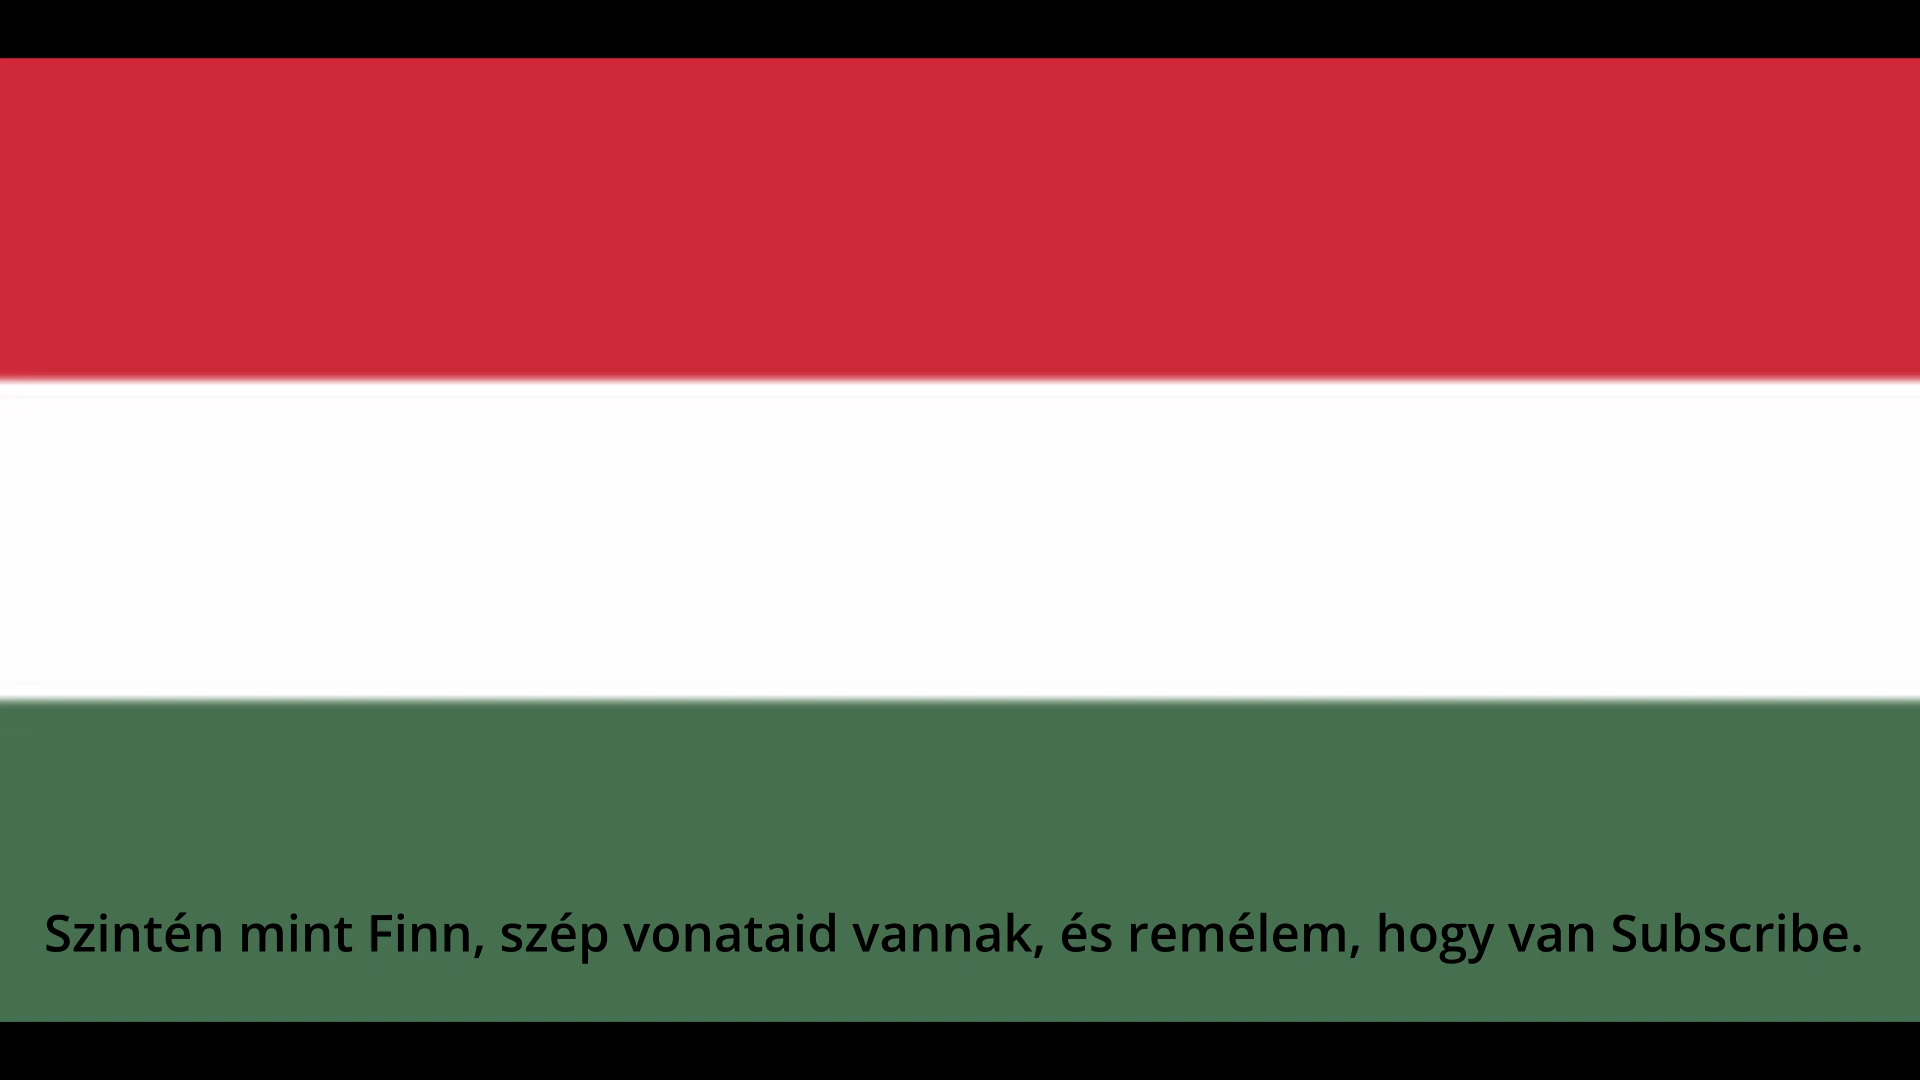 Szintén mint Finn, szép vonataid vannak, és remélem, hogy van Subscribe.